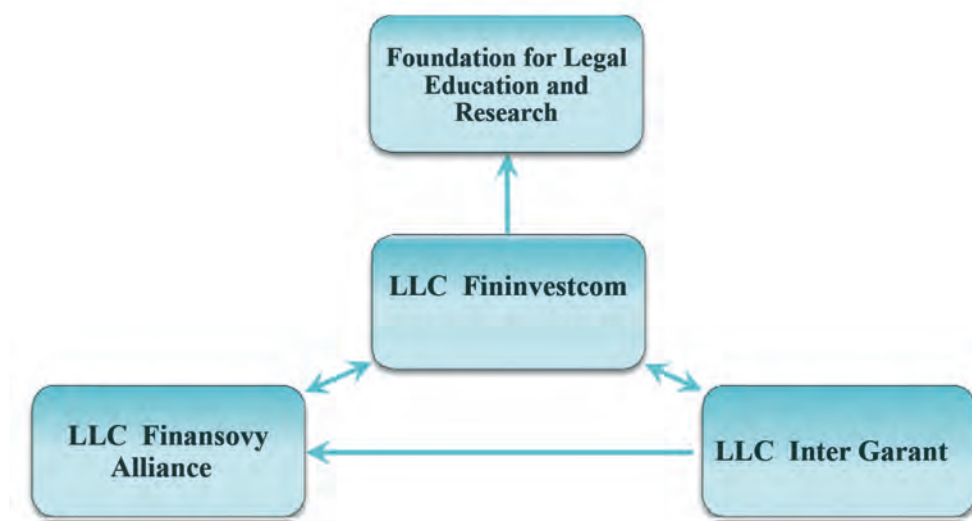 Foundation for Legal
Education and
Research
LLC Fininvestcom
LLC Finansovy
Alliance
LLC Inter Garant